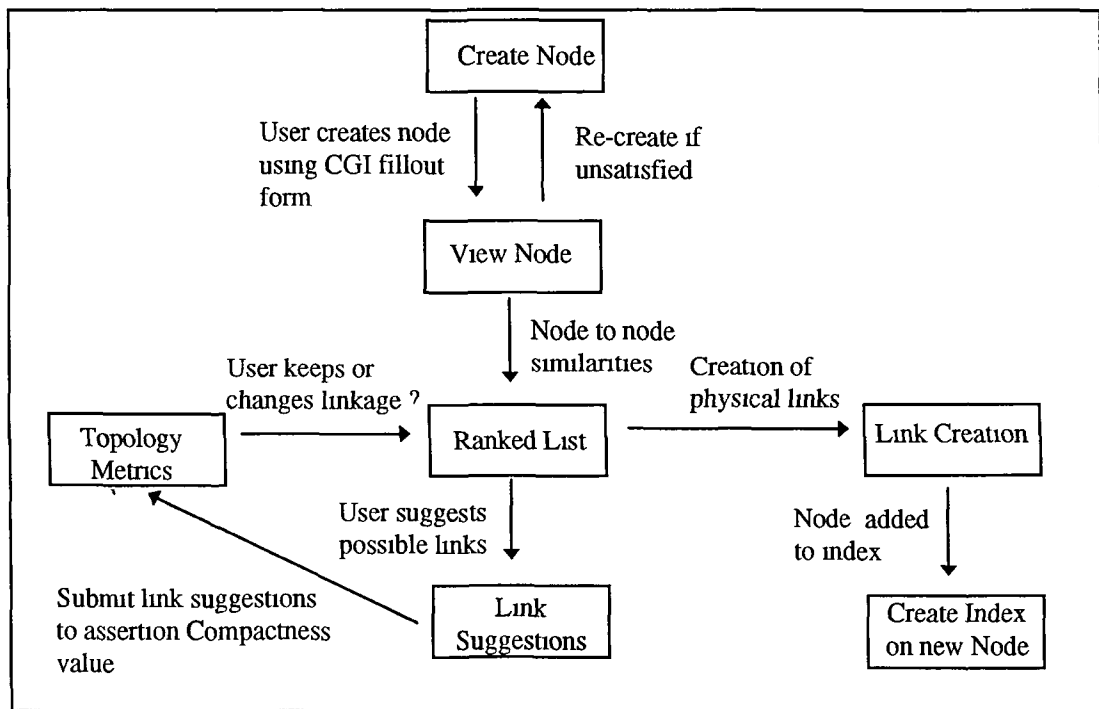 Create Node
User creates node
using CGI fillout
form
Re-create if
unsatisfied
View Node
Node to node
similarities
User keeps or
changes linkage ?
Creation of
physical links
Topology
Metrics
Ranked List
Link Creation
User suggests
possible links
Node added
to index
Submit link suggestions
to assertion Compactness
value
Link
Suggestions
Create Index
on new Node